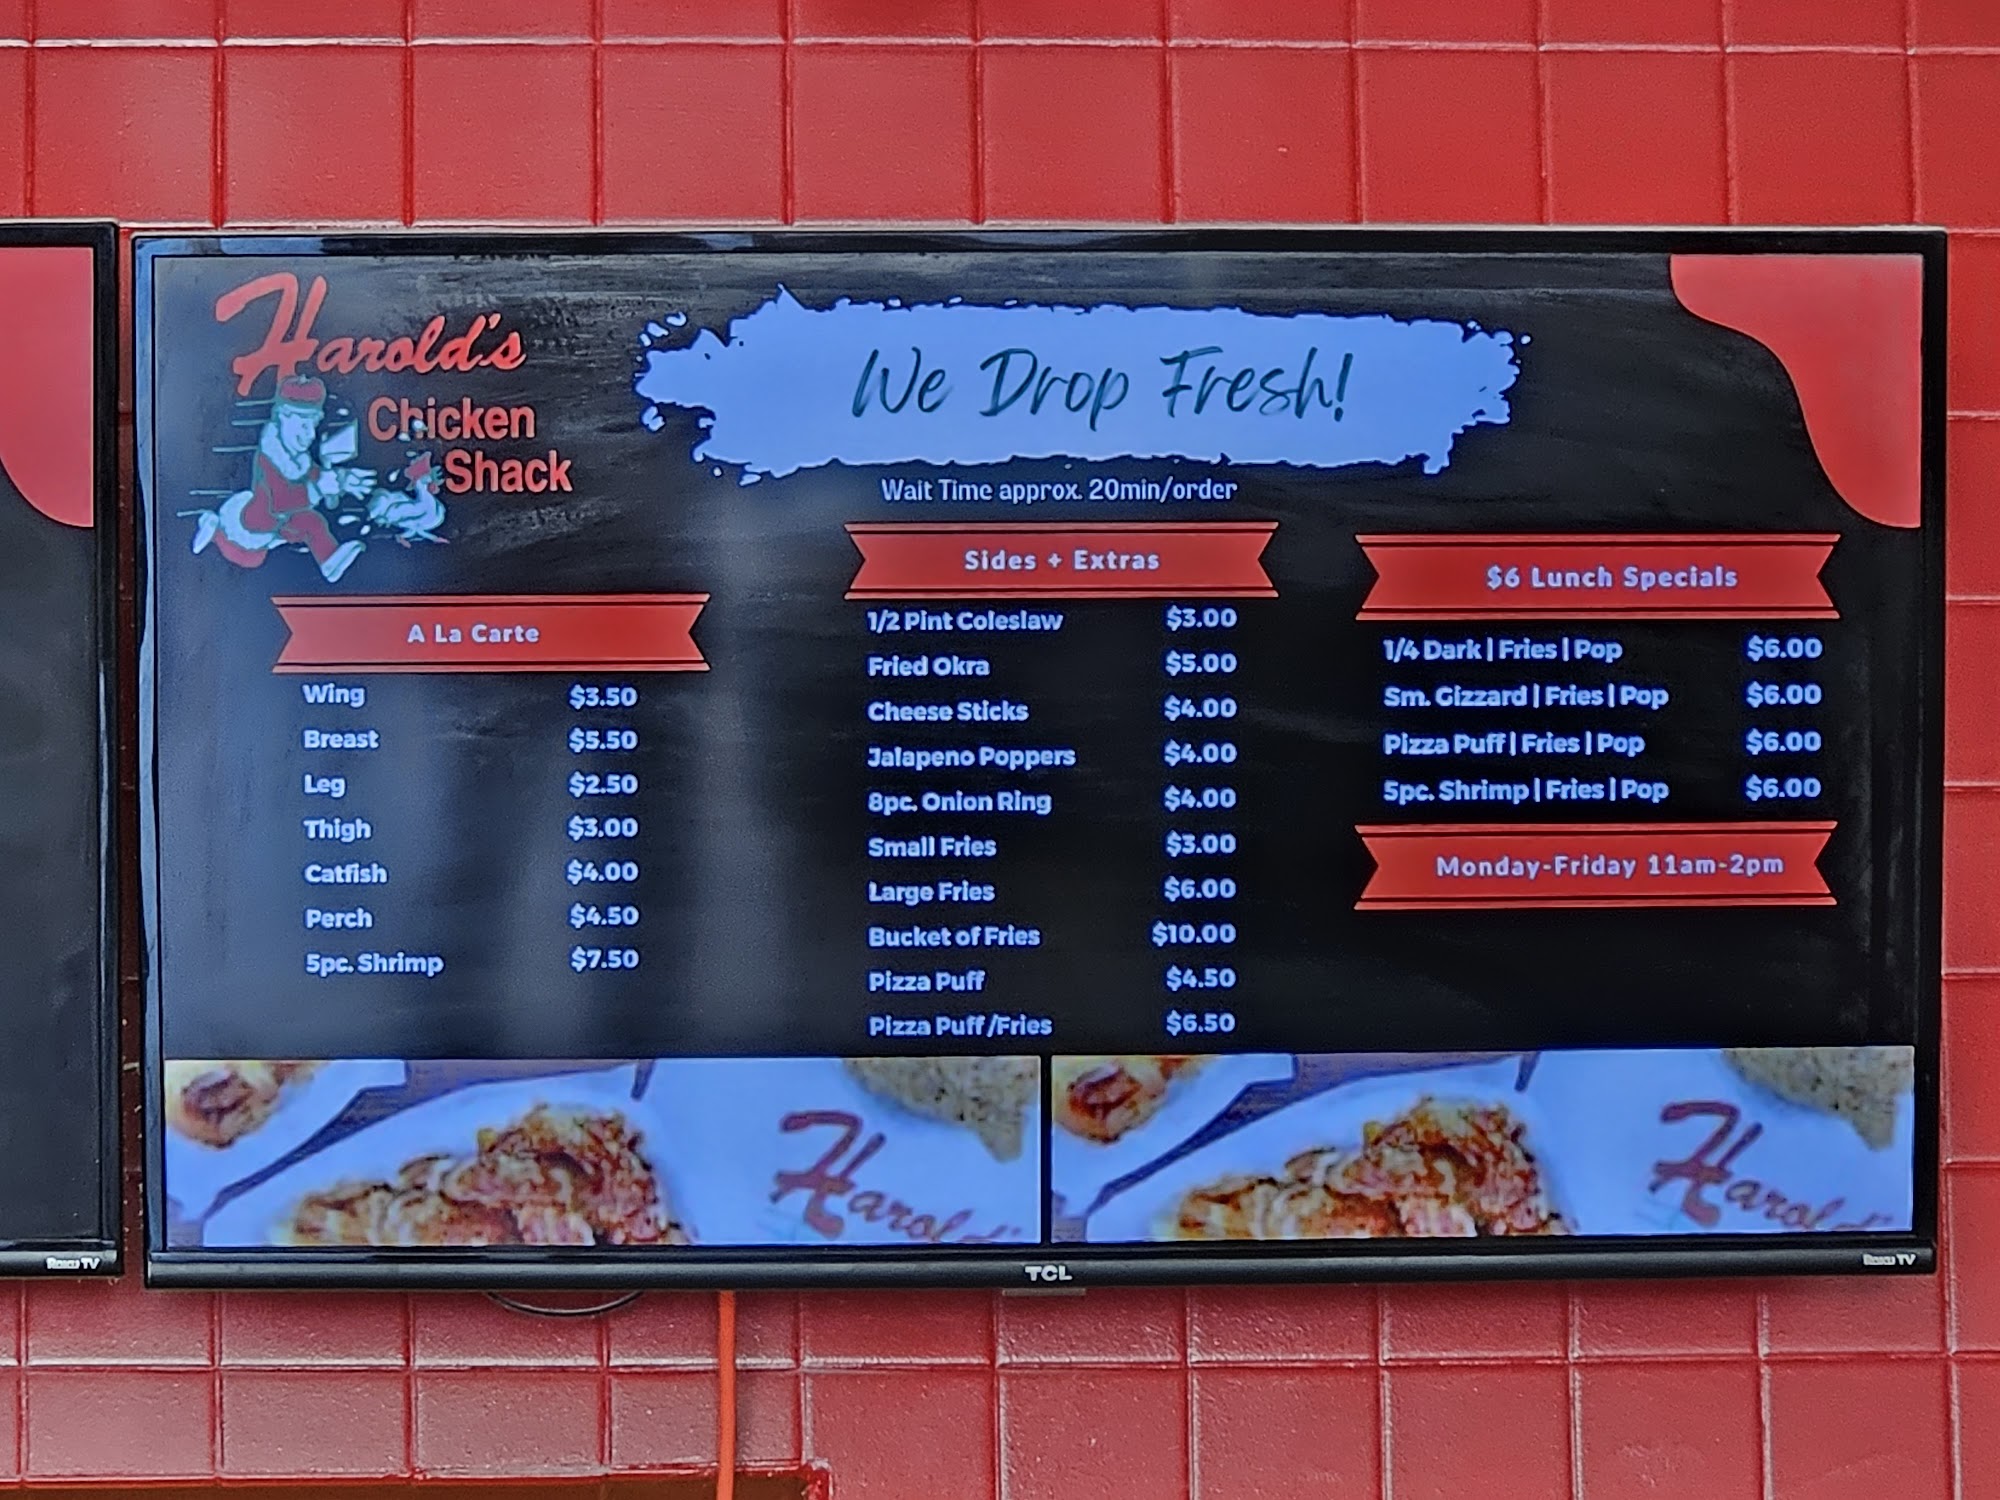 Harold's
Chicken
Shack
We Drop Fresh!
Wait Time approx. 20min/order
A La Carte
Wing $3.50
Breast $5.50
Leg $2.50
Thigh $3.00
Catfish $4.00
Perch $4.50
5pc. Shrimp $7.50
Sides + Extras
1/2 Pint Coleslaw $3.00
Fried Okra $5.00
Cheese Sticks $4.00
Jalapeno Poppers $4.00
8pc. Onion Ring $4.00
Small Fries $3.00
Large Fries $6.00
Bucket of Fries $10.00
Pizza Puff $4.50
Pizza Puff /Fries $6.50
$6 Lunch Specials
1/4 Dark | Fries | Pop $6.00
Sm. Gizzard | Fries | Pop $6.00
Pizza Puff | Fries | Pop $6.00
5pc. Shrimp | Fries | Pop $6.00
Monday-Friday 11am-2pm
Harold's
Harold's
Roku TV
TCL
Roku TV